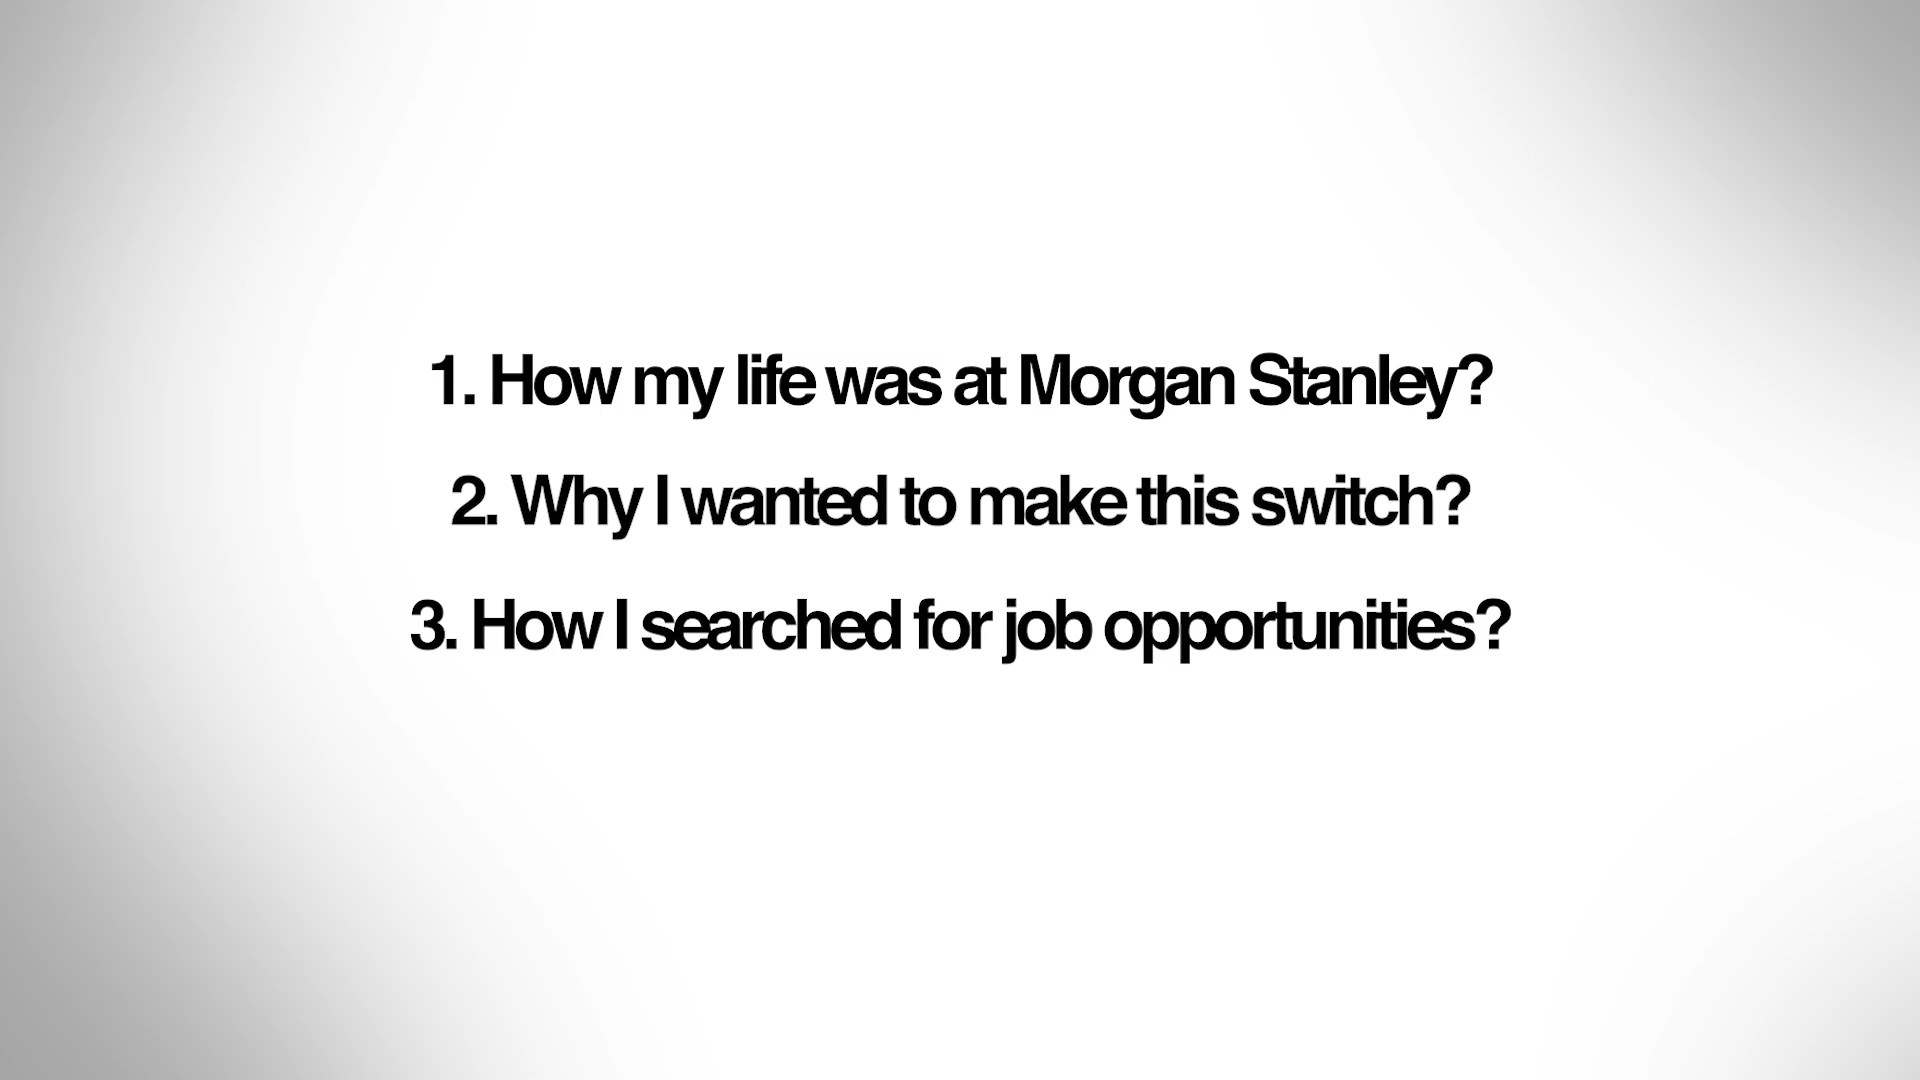 1. How my life was at Morgan Stanley?
2. Why I wanted to make this switch?
3. How I searched for job opportunities?